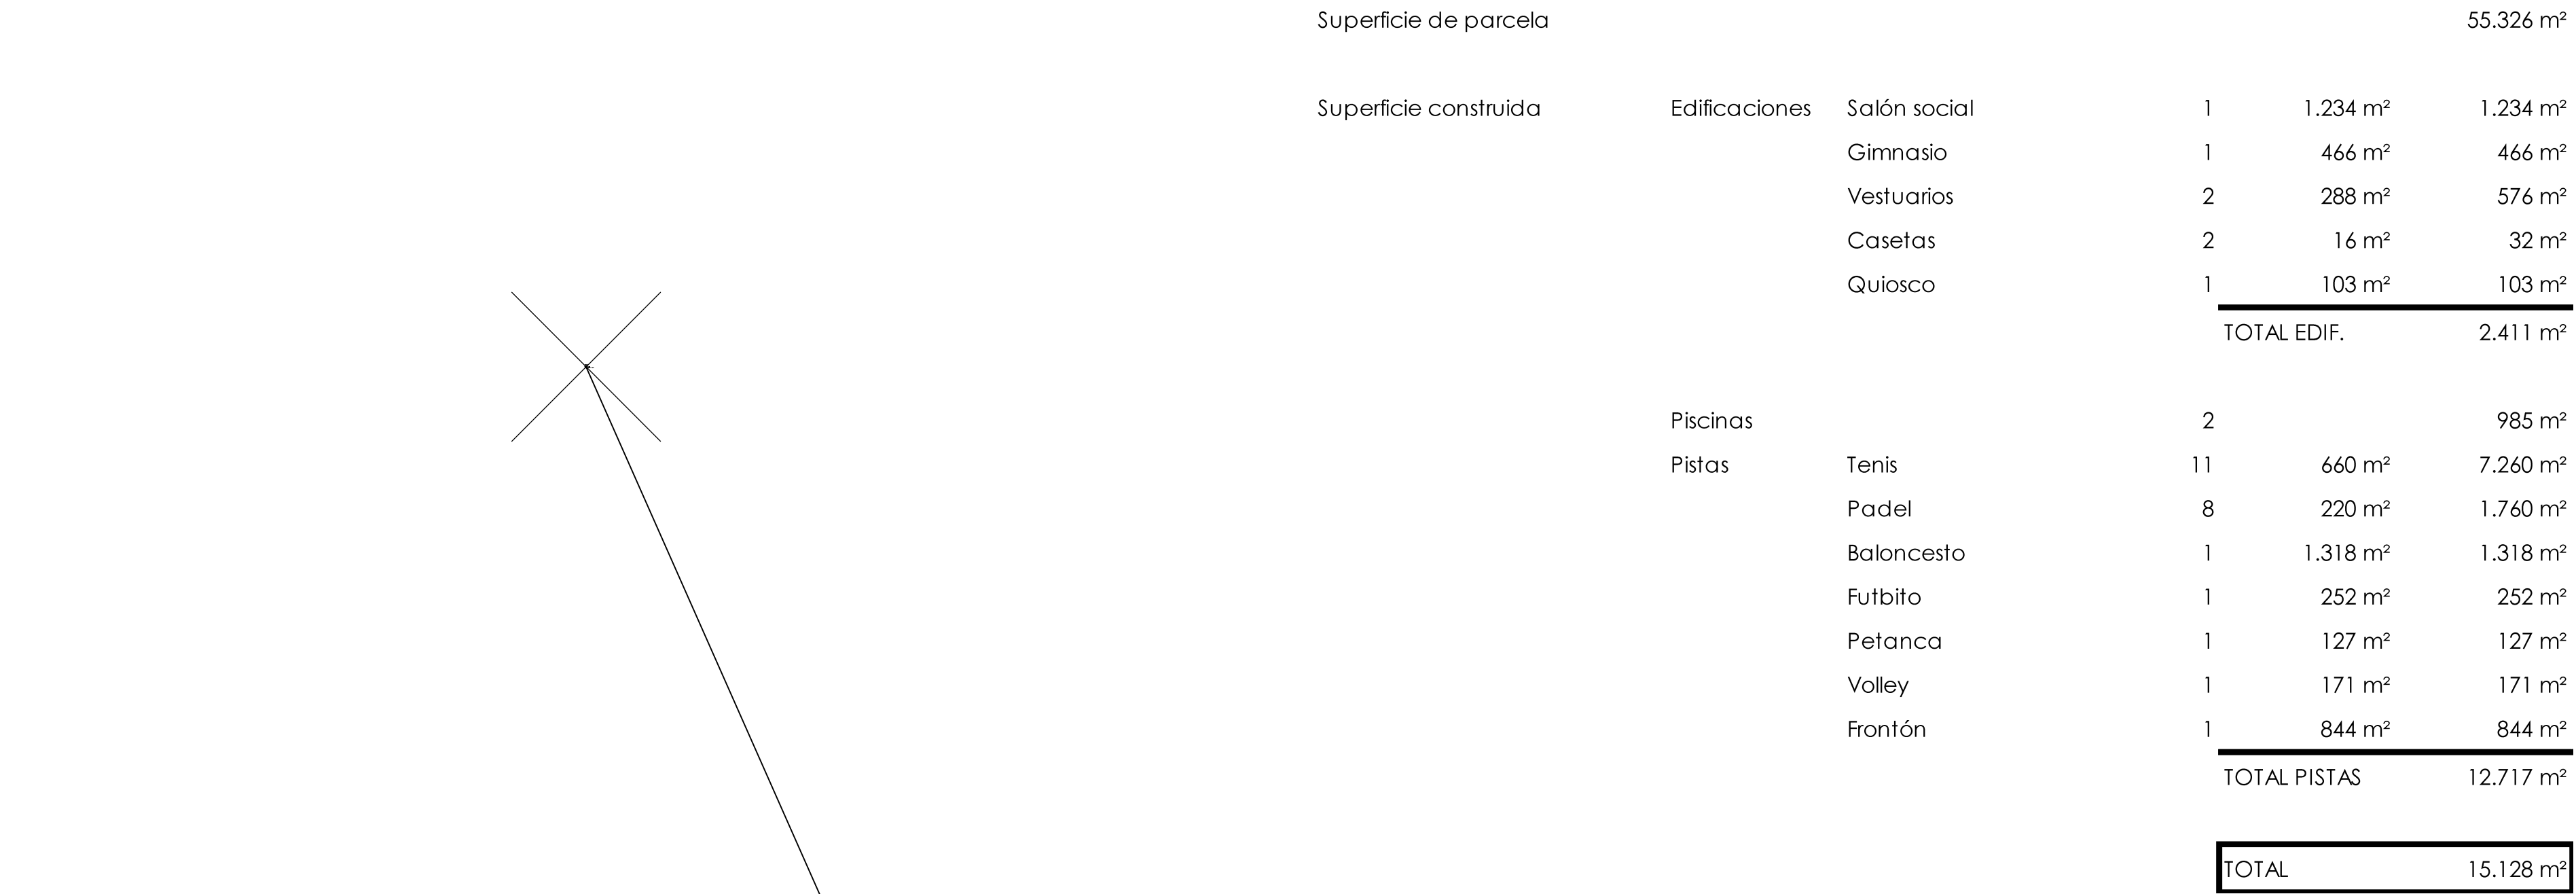 Superficie de parcela 55.326 m²
Superficie construida Edificaciones Salón social 1 1.234 m² 1.234 m²
Gimnasio 1 466 m² 466 m²
Vestuarios 2 288 m² 576 m²
Casetas 2 16 m² 32 m²
Quiosco 1 103 m² 103 m²
TOTAL EDIF. 2.411 m²
Piscinas 2 985 m²
Pistas Tenis 11 660 m² 7.260 m²
Padel 8 220 m² 1.760 m²
Baloncesto 1 1.318 m² 1.318 m²
Futbito 1 252 m² 252 m²
Petanca 1 127 m² 127 m²
Volley 1 171 m² 171 m²
Frontón 1 844 m² 844 m²
TOTAL PISTAS 12.717 m²
TOTAL 15.128 m²